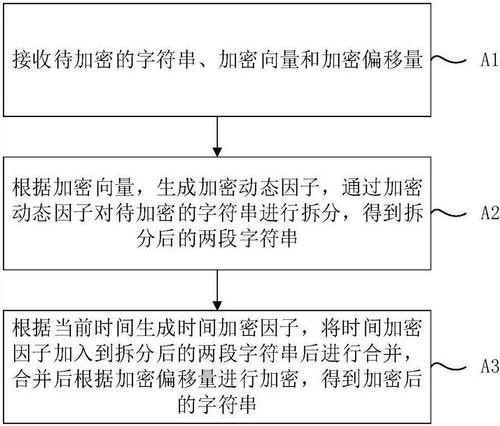 接收待加密的字符串、加密向量和加密偏移量
A1
根据加密向量，生成加密动态因子，通过加密
动态因子对待加密的字符串进行拆分，得到拆
分后的两段字符串
A2
根据当前时间生成时间加密因子，将时间加密
因子加入到拆分后的两段字符串后进行合并，
合并后根据加密偏移量进行加密，得到加密后
的字符串
A3